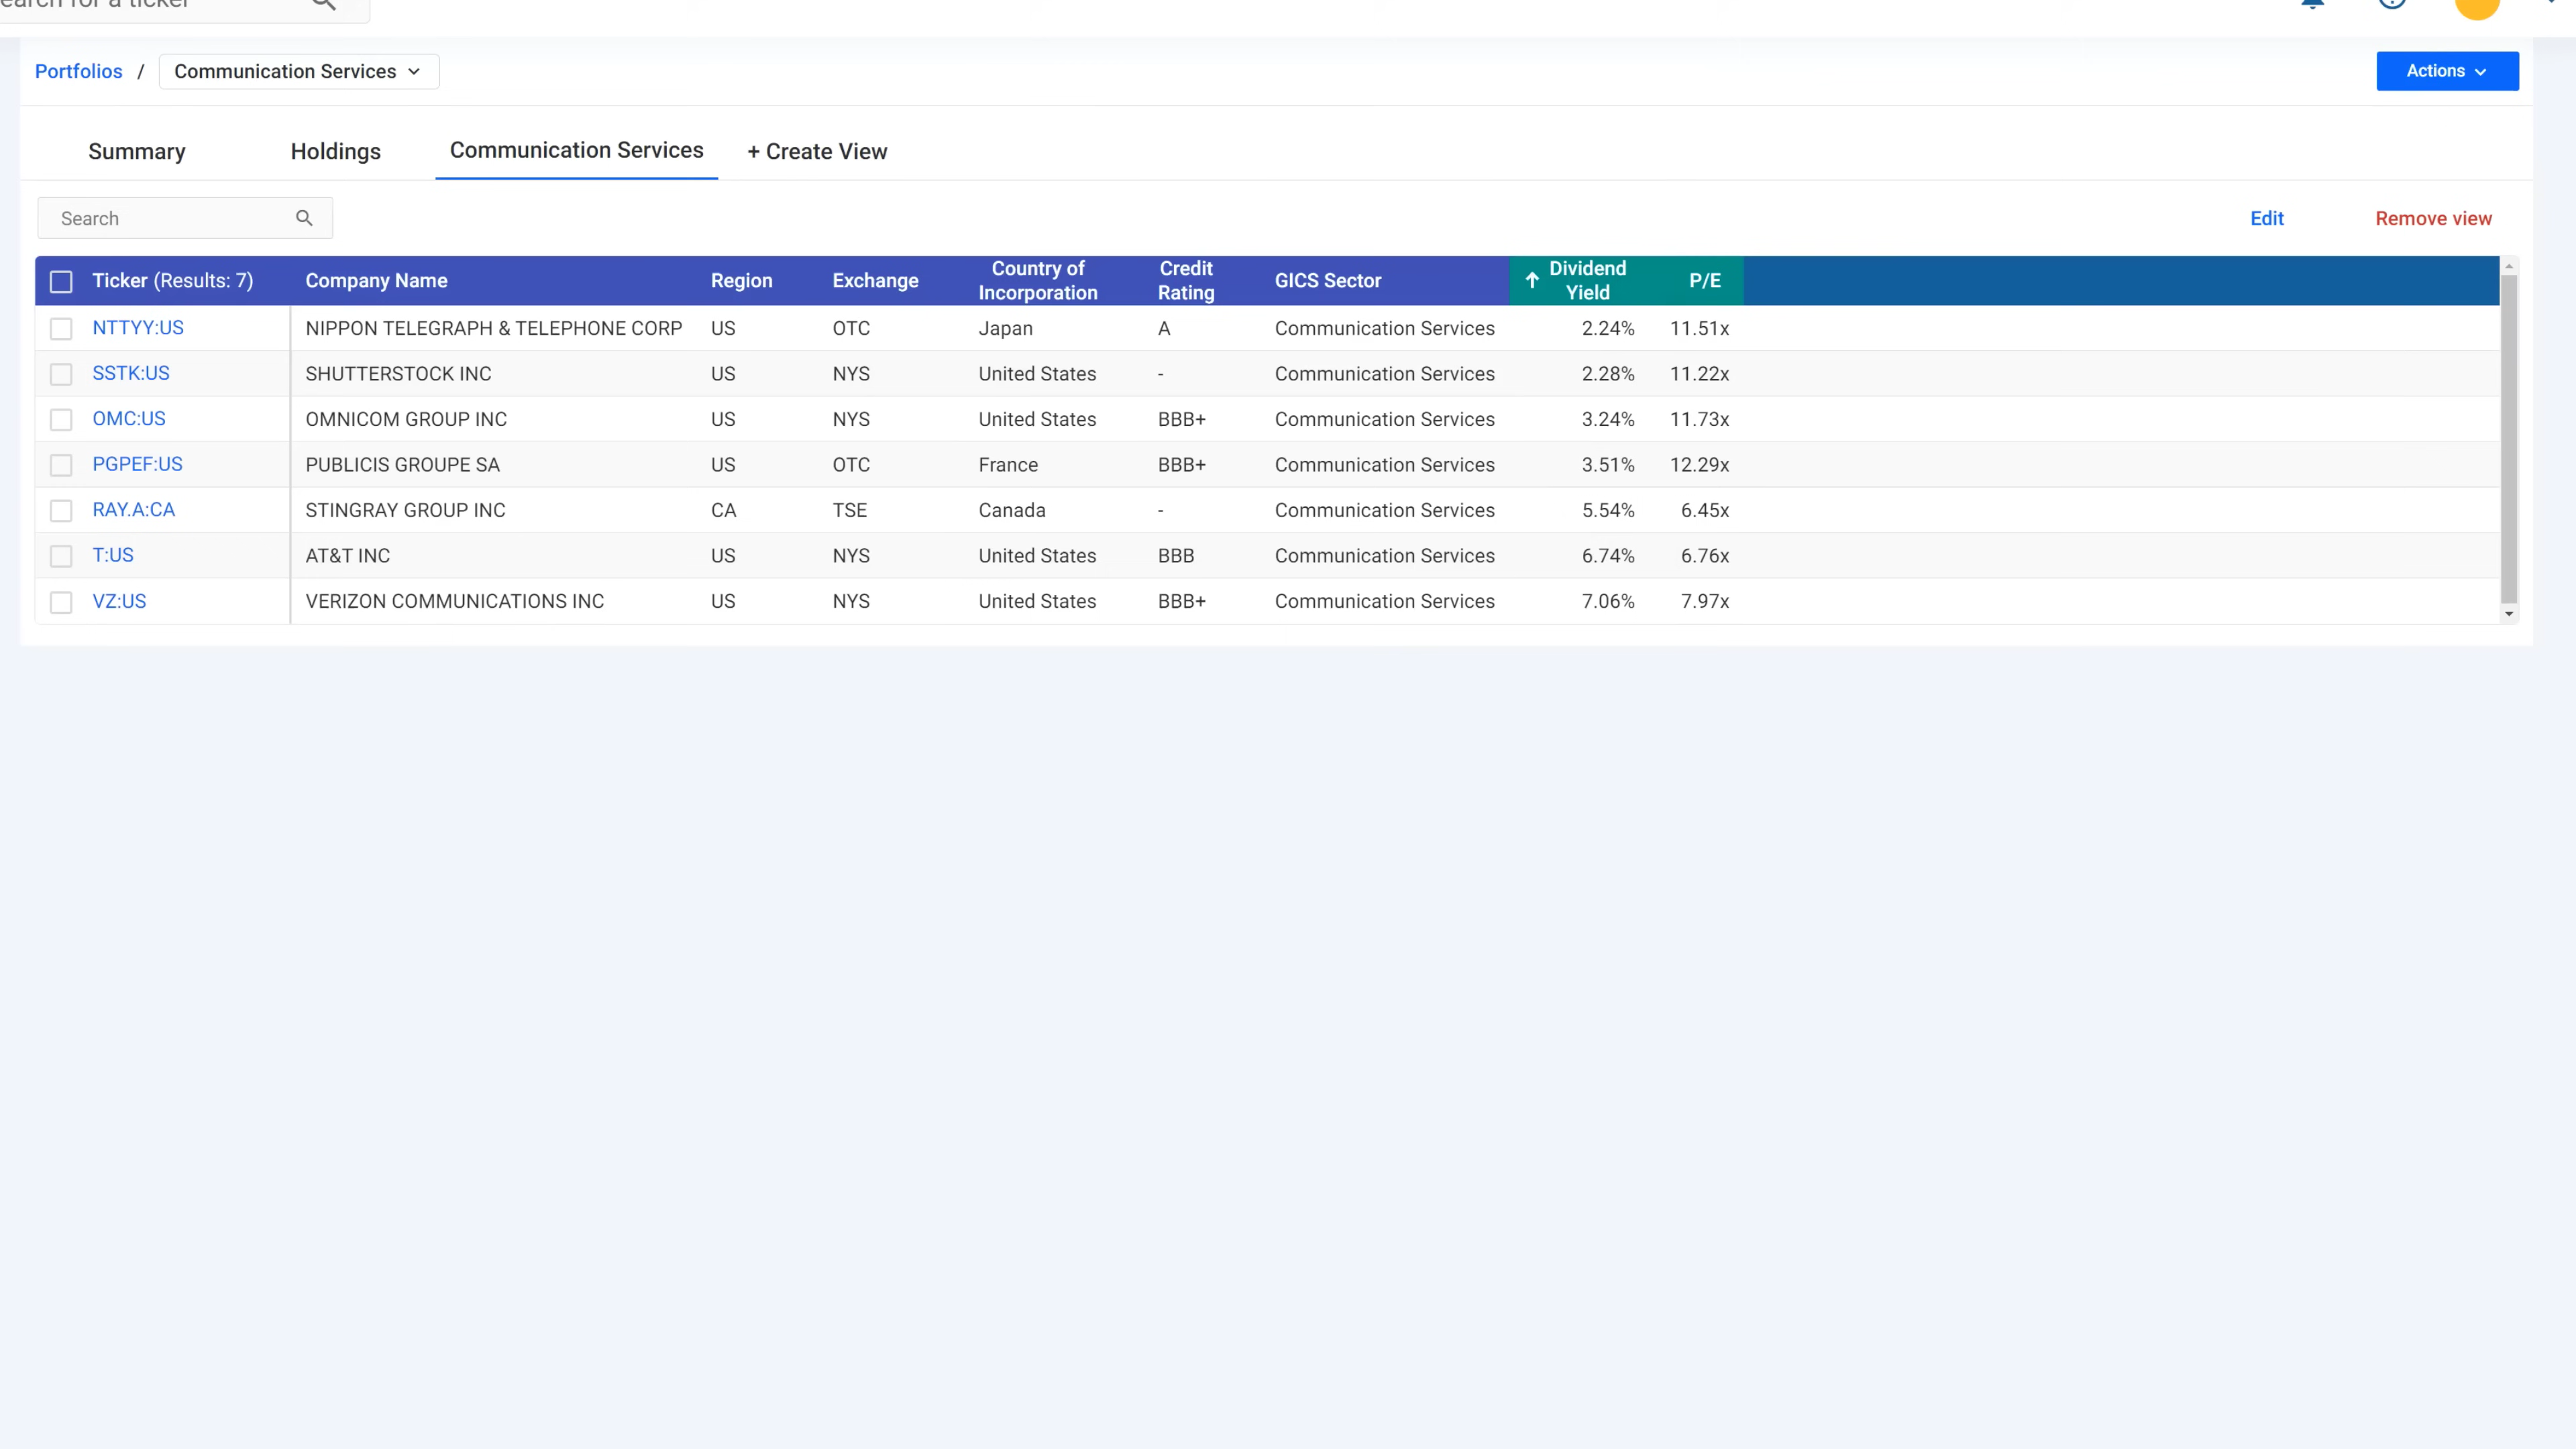 earch for a ticker
Portfolios / Communication Services
Actions
Summary Holdings Communication Services + Create View
Search Edit Remove view
Ticker (Results: 7) Company Name Region Exchange Country of Incorporation Credit Rating GICS Sector ↑ Dividend Yield P/E
NTTYY:US NIPPON TELEGRAPH & TELEPHONE CORP US OTC Japan A Communication Services 2.24% 11.51x
SSTK:US SHUTTERSTOCK INC US NYS United States - Communication Services 2.28% 11.22x
OMC:US OMNICOM GROUP INC US NYS United States BBB+ Communication Services 3.24% 11.73x
PGPEF:US PUBLICIS GROUPE SA US OTC France BBB+ Communication Services 3.51% 12.29x
RAY.A:CA STINGRAY GROUP INC CA TSE Canada - Communication Services 5.54% 6.45x
T:US AT&T INC US NYS United States BBB Communication Services 6.74% 6.76x
VZ:US VERIZON COMMUNICATIONS INC US NYS United States BBB+ Communication Services 7.06% 7.97x